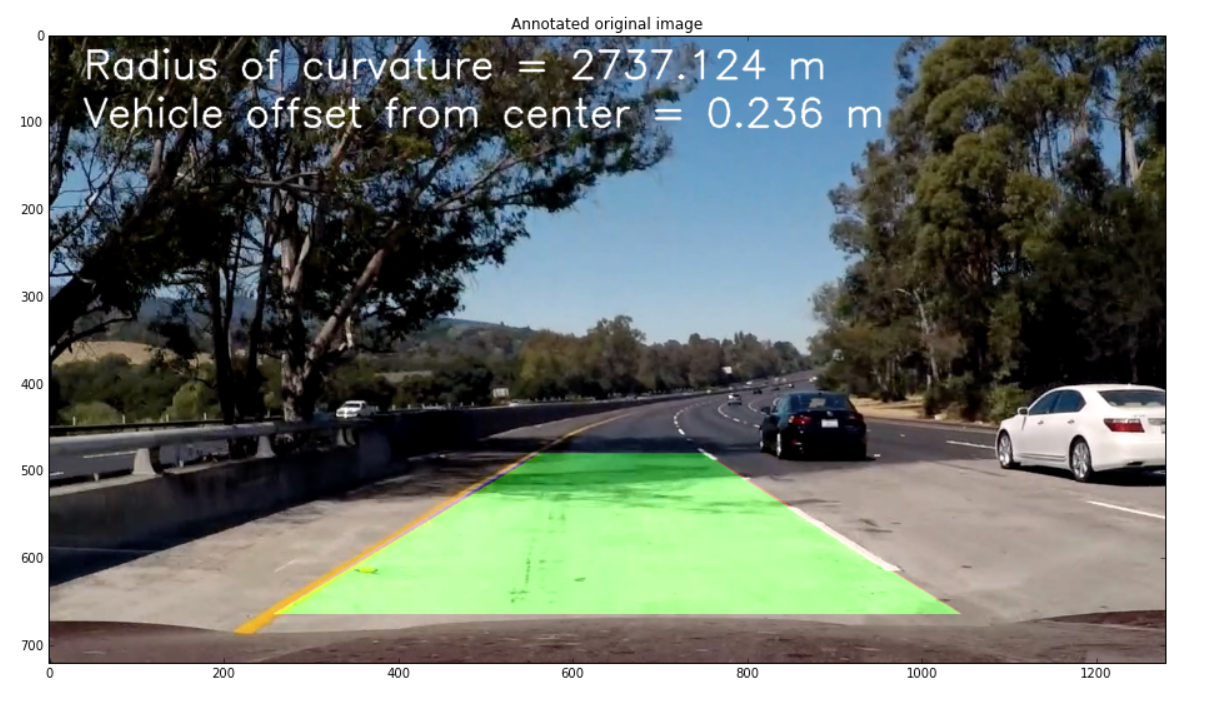 Annotated original image
Radius of curvature = 2737.124 m
Vehicle offset from center = 0.236 m
0
100
200
300
400
500
600
700
0 200 400 600 800 1000 1200